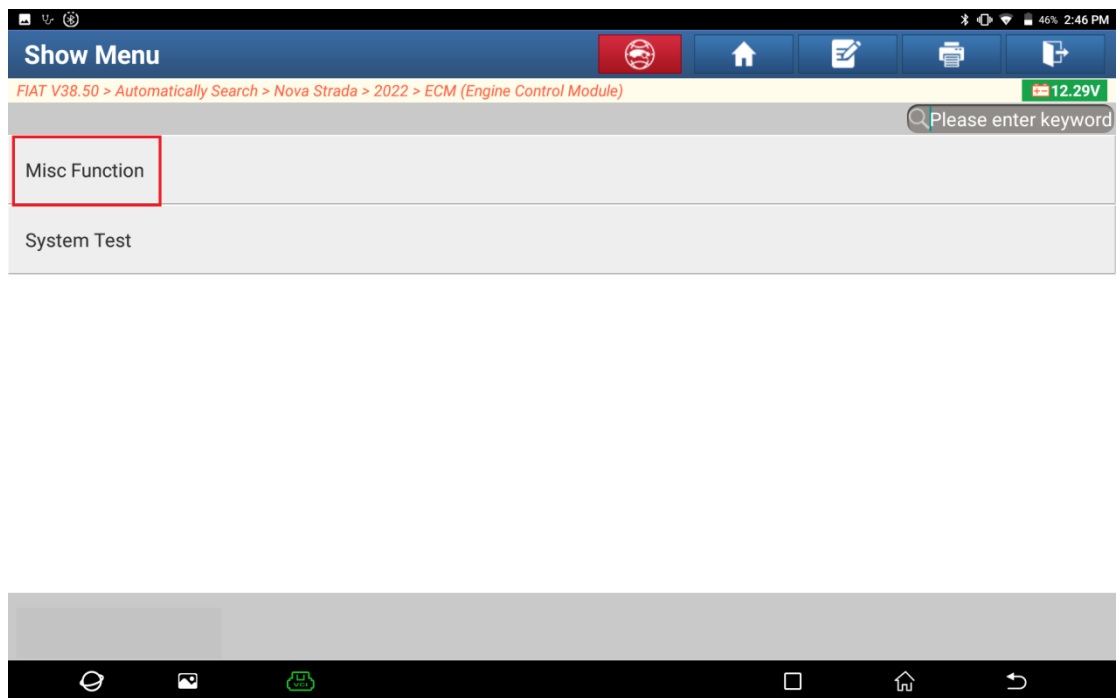 46% 2:46 PM
Show Menu
FIAT V38.50 > Automatically Search > Nova Strada > 2022 > ECM (Engine Control Module)
12.29V
Please enter keyword
Misc Function
System Test
VCI